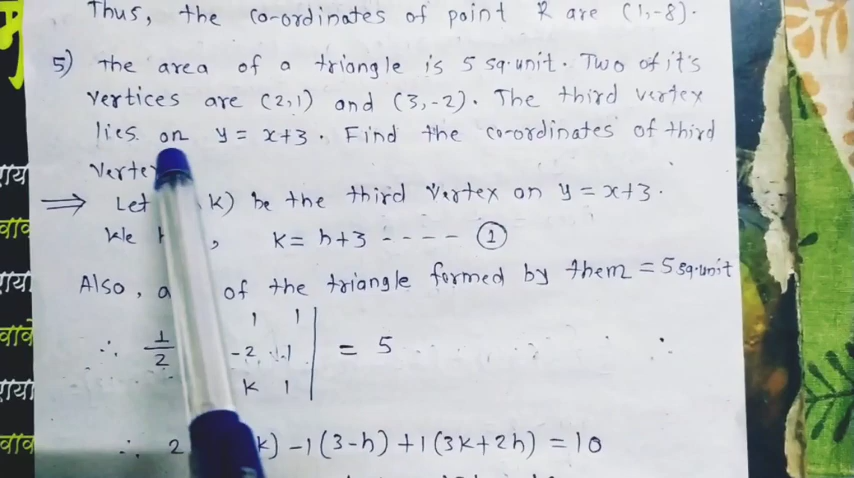 Thus, the co-ordinates of point R are (1,-8).
5) The area of a triangle is 5 sq.unit. Two of it's
vertices are (2,1) and (3,-2). The third vertex
lies on y = x+3. Find the co-ordinates of third
Verte
⇒ Let k) be the third vertex on y = x+3.
We , k = h+3 ---- ①
Also, of the triangle formed by them = 5 sq.unit
∴ 1/2 = 5 ∴
1 1
-2 1
k 1
∴ 2 k) -1(3-h) +1(3k+2h) = 10